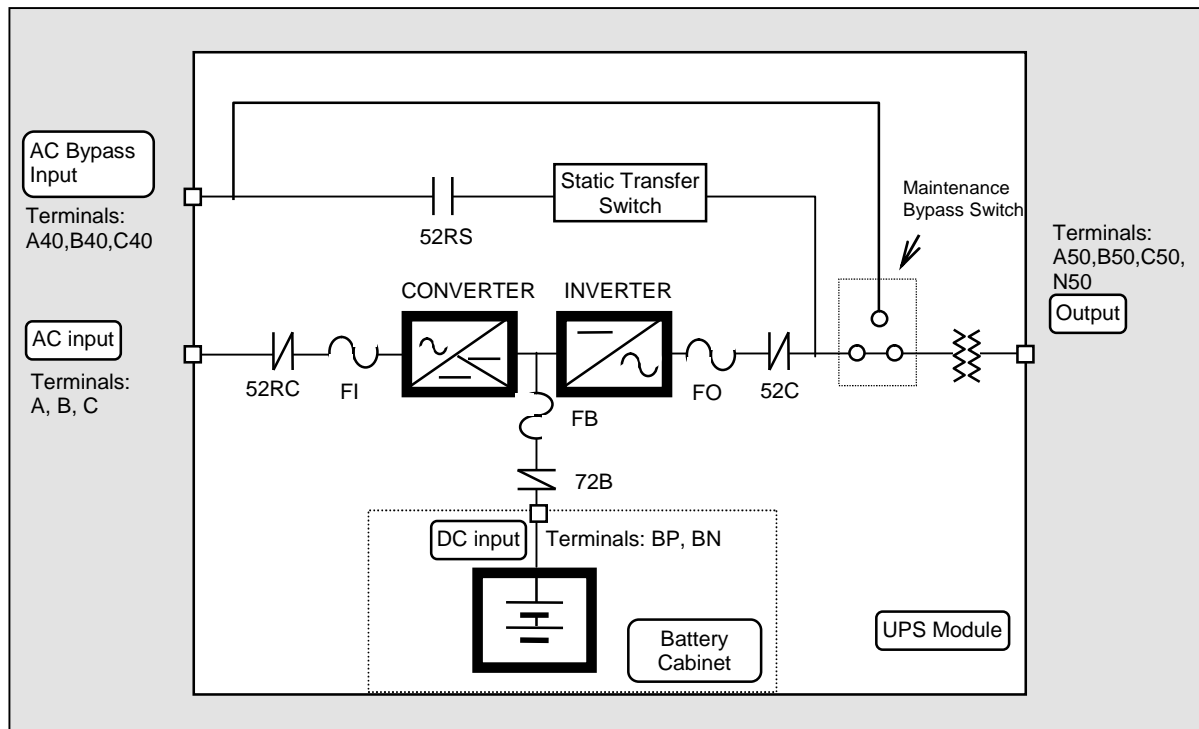 AC Bypass
Input
Terminals:
A40,B40,C40
52RS
Static Transfer
Switch
Maintenance
Bypass Switch
Terminals:
A50,B50,C50,
N50
Output
AC input
Terminals:
A, B, C
52RC
FI
CONVERTER
INVERTER
FO
52C
FB
72B
DC input
Terminals: BP, BN
Battery
Cabinet
UPS Module